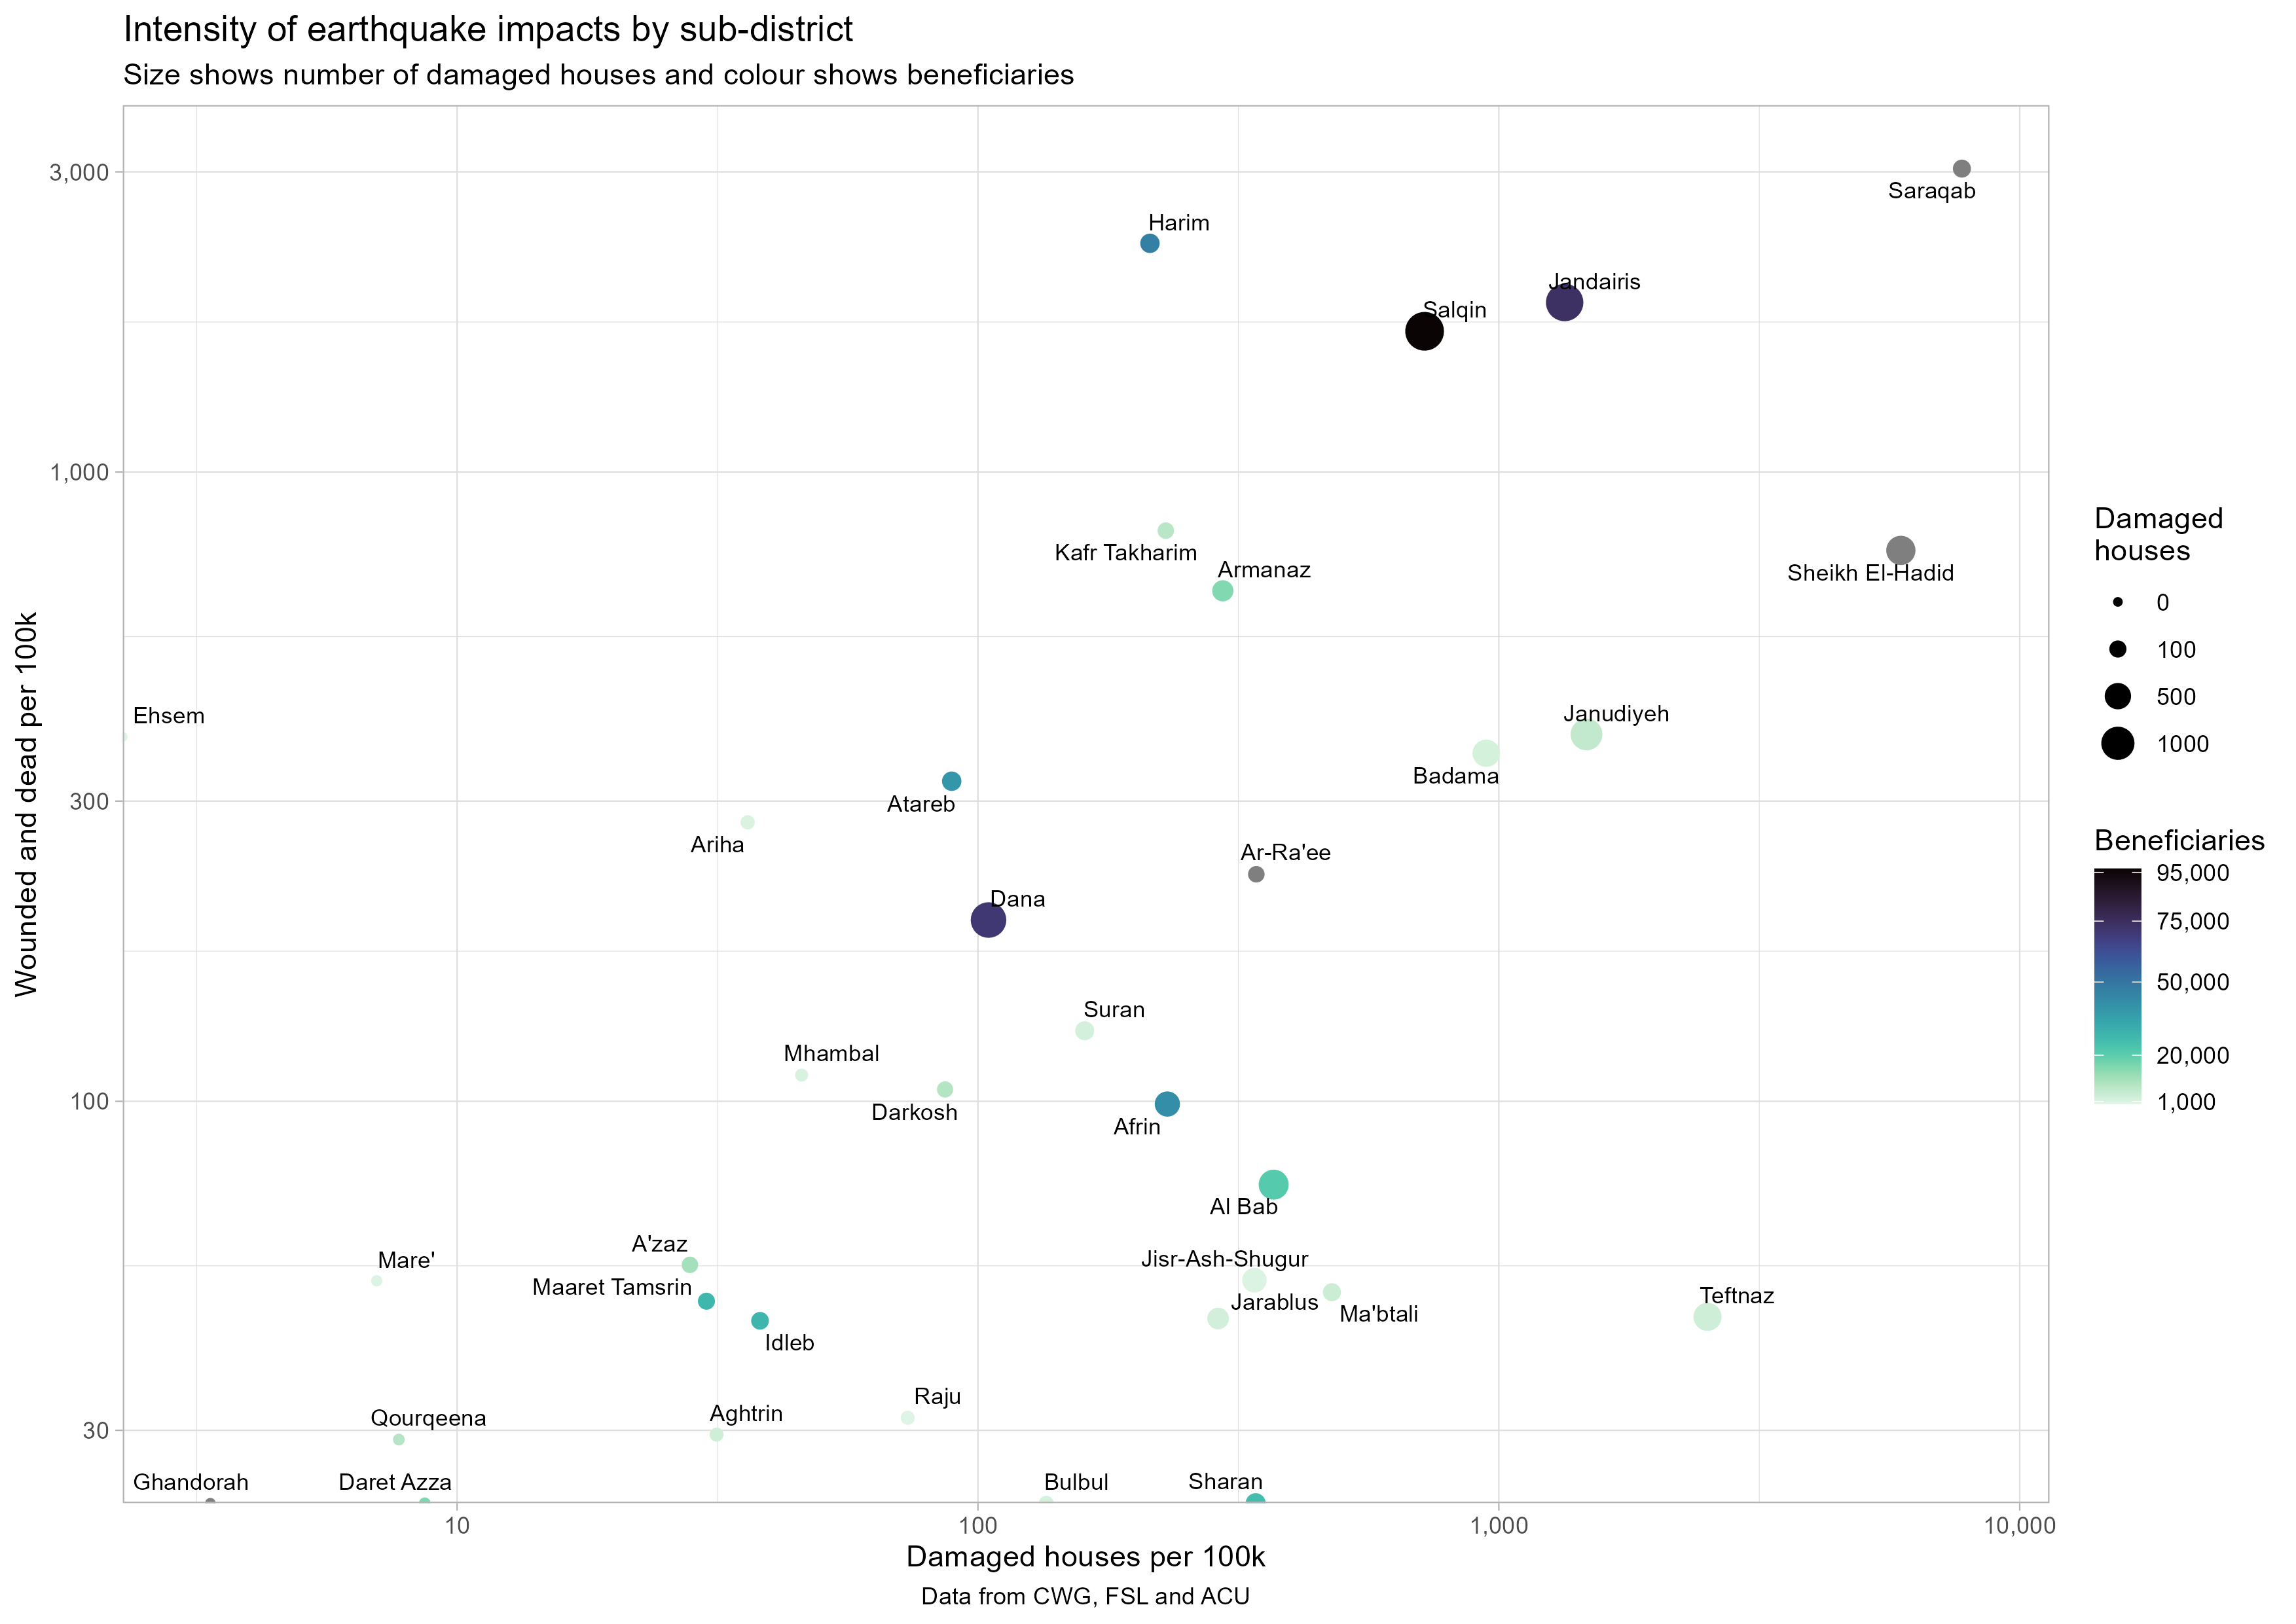 Intensity of earthquake impacts by sub-district
Size shows number of damaged houses and colour shows beneficiaries
Wounded and dead per 100k
3,000
1,000
300
100
30
Saraqab
Harim
Jandairis
Salqin
Kafr Takharim
Armanaz
Sheikh El-Hadid
Ehsem
Janudiyeh
Badama
Atareb
Ariha
Ar-Ra'ee
Dana
Suran
Mhambal
Darkosh
Afrin
Al Bab
A'zaz
Mare'
Jisr-Ash-Shugur
Maaret Tamsrin
Teftnaz
Jarablus
Ma'btali
Idleb
Raju
Aghtrin
Qourqeena
Ghandorah
Daret Azza
Bulbul
Sharan
10
100
1,000
10,000
Damaged houses per 100k
Data from CWG, FSL and ACU
Damaged
houses
0
100
500
1000
Beneficiaries
95,000
75,000
50,000
20,000
1,000